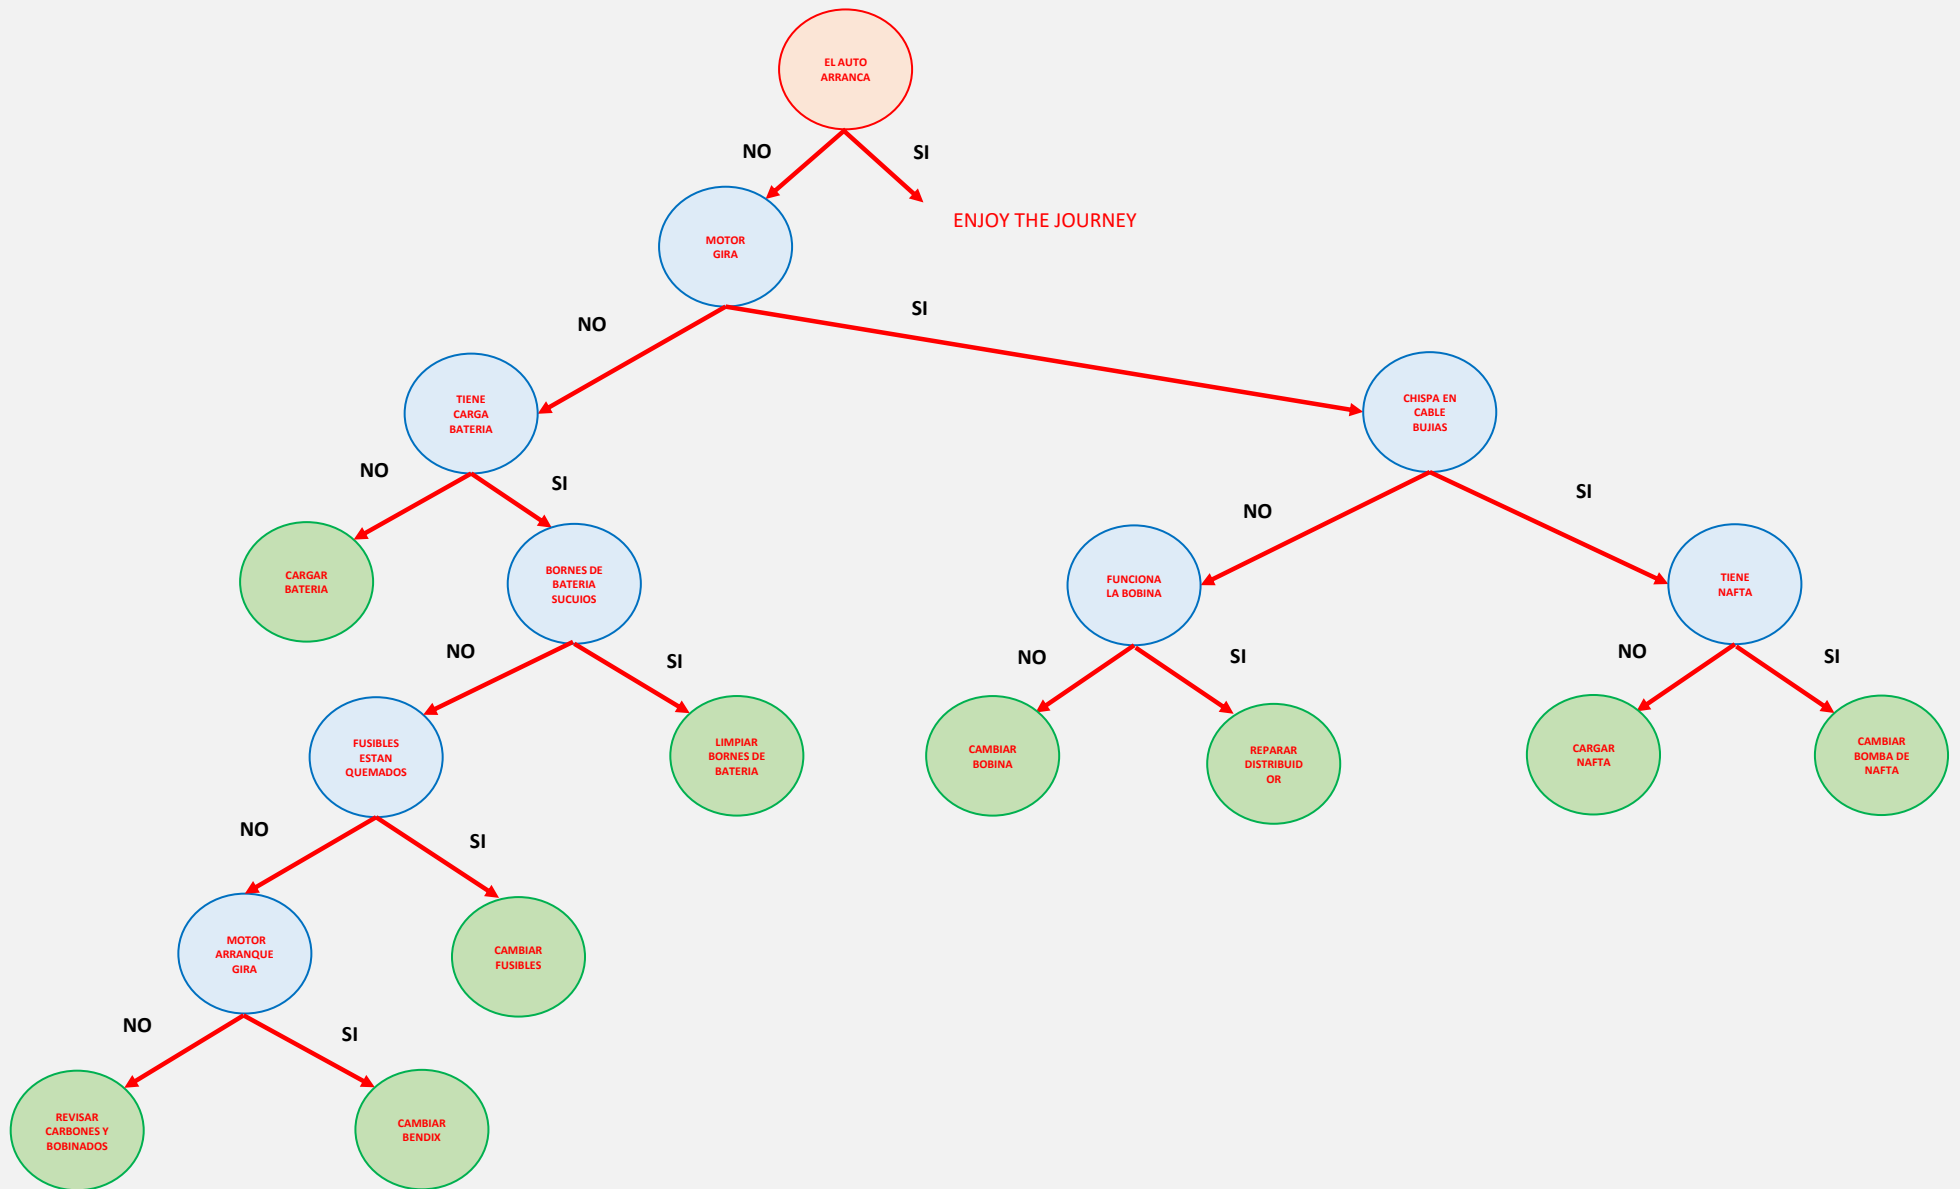 EL AUTO
ARRANCA
NO
SI
ENJOY THE JOURNEY
MOTOR
GIRA
NO
SI
TIENE
CARGA
BATERIA
CHISPA EN
CABLE
BUJIAS
NO
SI
NO
SI
CARGAR
BATERIA
BORNES DE
BATERIA
SUCUIOS
FUNCIONA
LA BOBINA
TIENE
NAFTA
NO
SI
NO
SI
NO
SI
FUSIBLES
ESTAN
QUEMADOS
LIMPIAR
BORNES DE
BATERIA
CAMBIAR
BOBINA
REPARAR
DISTRIBUID
OR
CARGAR
NAFTA
CAMBIAR
BOMBA DE
NAFTA
NO
SI
MOTOR
ARRANQUE
GIRA
CAMBIAR
FUSIBLES
NO
SI
REVISAR
CARBONES Y
BOBINADOS
CAMBIAR
BENDIX